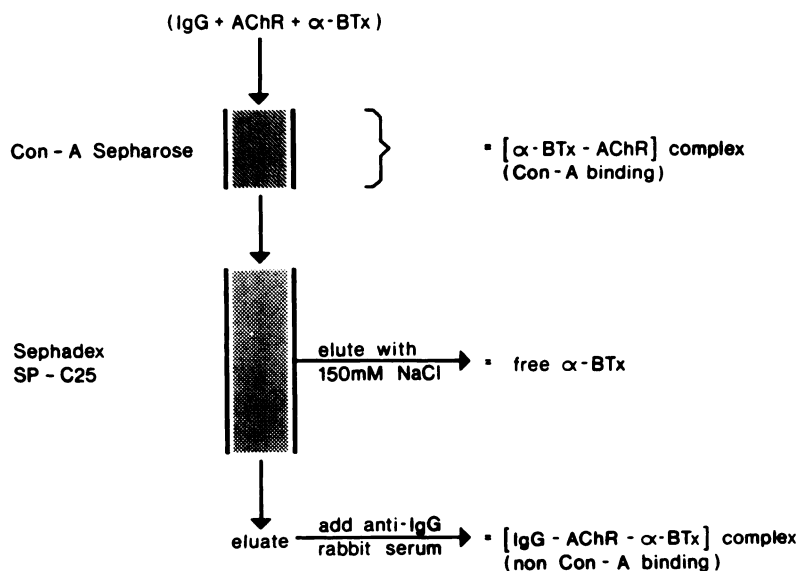 (IgG + AChR + α-BTx)
Con-A Sepharose
= [α-BTx-AChR] complex
(Con-A binding)
Sephadex
SP-C25
elute with
150mM NaCl
= free α-BTx
eluate
add anti-IgG
rabbit serum
= [IgG-AChR-α-BTx] complex
(non Con-A binding)